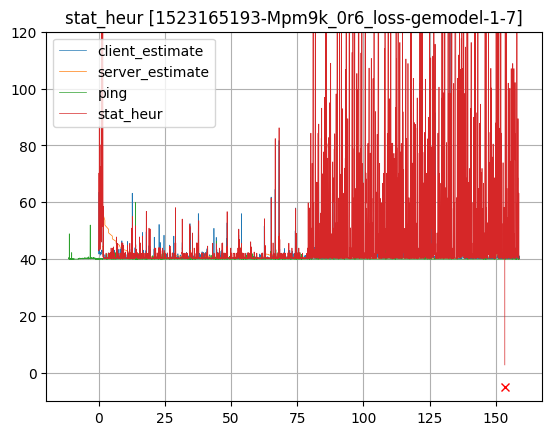 stat_heur [1523165193-Mpm9k_0r6_loss-gemodel-1-7]
client_estimate
server_estimate
ping
stat_heur
120
100
80
60
40
20
0
0 25 50 75 100 125 150